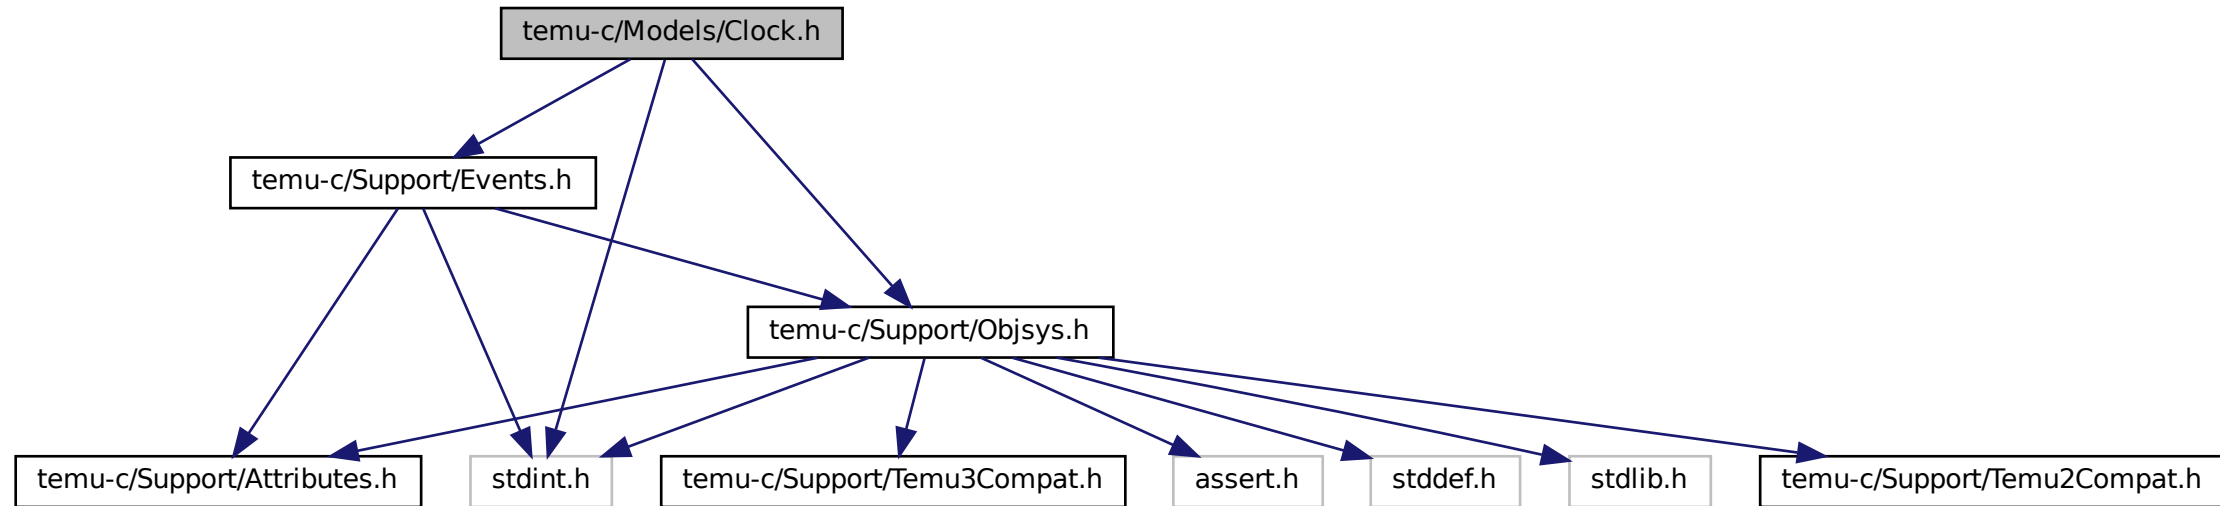 temu-c/Models/Clock.h
temu-c/Support/Events.h
temu-c/Support/Objsys.h
temu-c/Support/Attributes.h
stdint.h
temu-c/Support/Temu3Compat.h
assert.h
stddef.h
stdlib.h
temu-c/Support/Temu2Compat.h